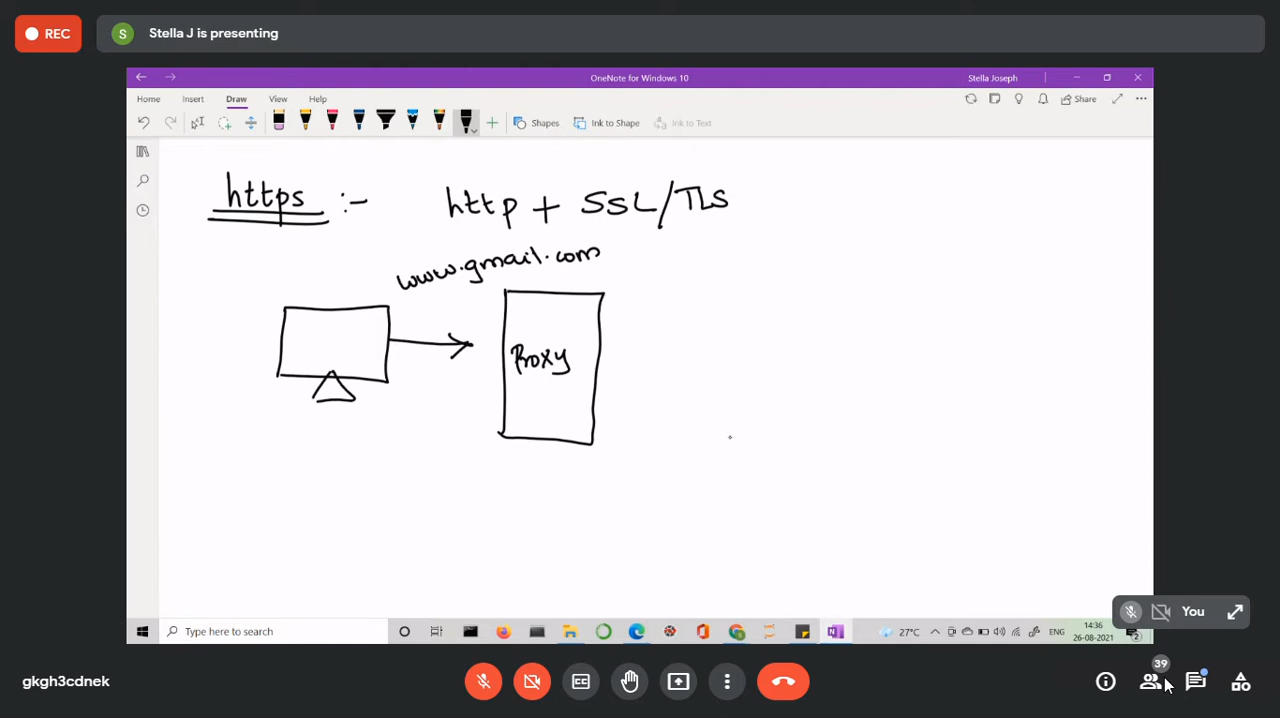 REC
S Stella J is presenting
OneNote for Windows 10
Stella Joseph
Home Insert Draw View Help
Share
Shapes Ink to Shape Ink to Text
https :- http + SSL/TLS
www.gmail.com
Proxy
You
Type here to search
27°C ENG 14:36
26-08-2021
2
39
gkgh3cdnek
CC